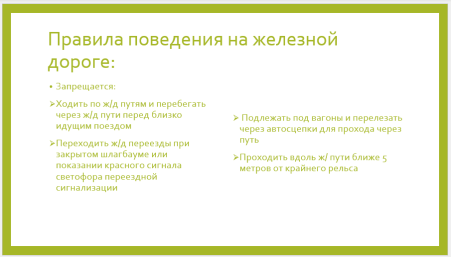 Правила поведения на железной
дороге:
• Запрещается:
➢Ходить по ж/д путям и перебегать
через ж/д пути перед близко
идущим поездом
➢Переходить ж/д переезды при
закрытом шлагбауме или
показании красного сигнала
светофора переездной
сигнализации
➢ Подлежать под вагоны и перелезать
через автосцепки для прохода через
путь
➢Проходить вдоль ж/ пути ближе 5
метров от крайнего рельса